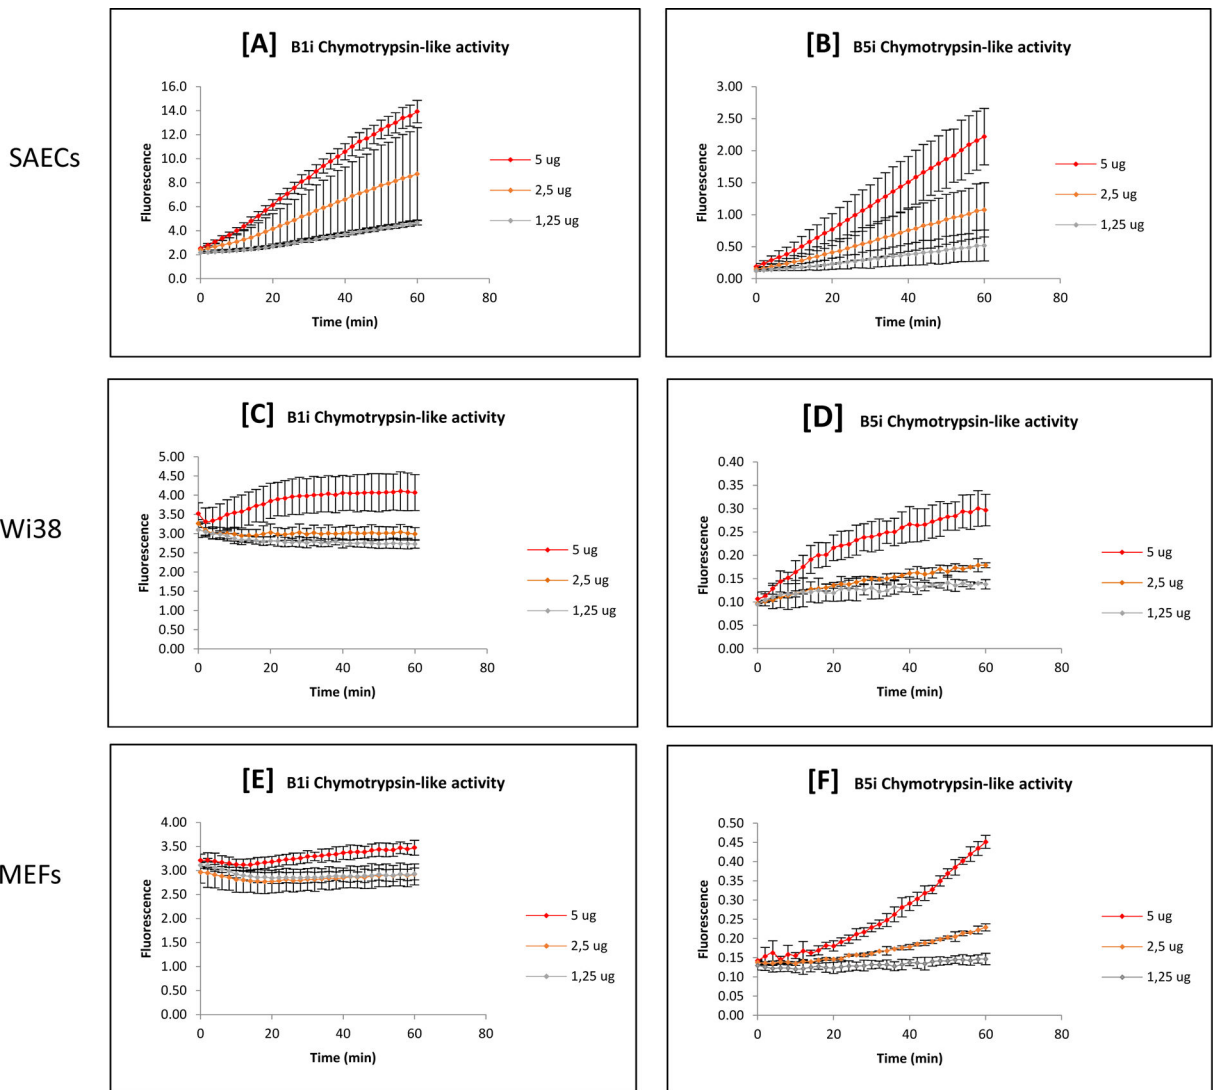 SAECs
[A] B1i Chymotrypsin-like activity
Fluorescence
16.0
14.0
12.0
10.0
8.0
6.0
4.0
2.0
0.0
0 20 40 60 80
Time (min)
5 ug
2,5 ug
1,25 ug
[B] B5i Chymotrypsin-like activity
Fluorescence
3.00
2.50
2.00
1.50
1.00
0.50
0.00
0 20 40 60 80
Time (min)
5 ug
2,5 ug
1,25 ug
Wi38
[C] B1i Chymotrypsin-like activity
Fluorescence
5.00
4.50
4.00
3.50
3.00
2.50
2.00
1.50
1.00
0.50
0.00
0 20 40 60 80
Time (min)
5 ug
2,5 ug
1,25 ug
[D] B5i Chymotrypsin-like activity
Fluorescence
0.40
0.35
0.30
0.25
0.20
0.15
0.10
0.05
0.00
0 20 40 60 80
Time (min)
5 ug
2,5 ug
1,25 ug
MEFs
[E] B1i Chymotrypsin-like activity
Fluorescence
4.00
3.50
3.00
2.50
2.00
1.50
1.00
0.50
0.00
0 20 40 60 80
Time (min)
5 ug
2,5 ug
1,25 ug
[F] B5i Chymotrypsin-like activity
Fluorescence
0.50
0.45
0.40
0.35
0.30
0.25
0.20
0.15
0.10
0.05
0.00
0 20 40 60 80
Time (min)
5 ug
2,5 ug
1,25 ug